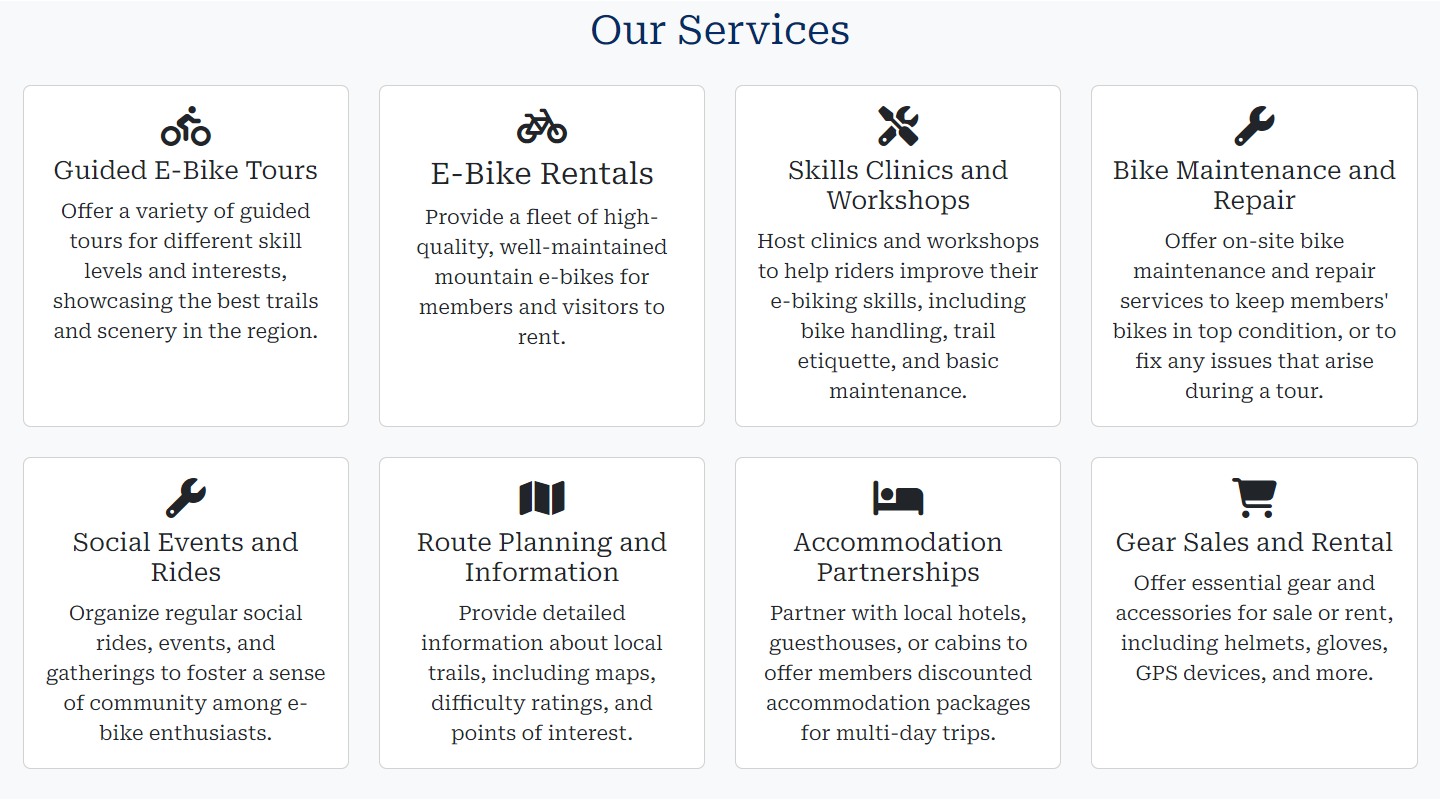 Our Services
Guided E-Bike Tours
Offer a variety of guided
tours for different skill
levels and interests,
showcasing the best trails
and scenery in the region.
E-Bike Rentals
Provide a fleet of high-
quality, well-maintained
mountain e-bikes for
members and visitors to
rent.
Skills Clinics and
Workshops
Host clinics and workshops
to help riders improve their
e-biking skills, including
bike handling, trail
etiquette, and basic
maintenance.
Bike Maintenance and
Repair
Offer on-site bike
maintenance and repair
services to keep members'
bikes in top condition, or to
fix any issues that arise
during a tour.
Social Events and
Rides
Organize regular social
rides, events, and
gatherings to foster a sense
of community among e-
bike enthusiasts.
Route Planning and
Information
Provide detailed
information about local
trails, including maps,
difficulty ratings, and
points of interest.
Accommodation
Partnerships
Partner with local hotels,
guesthouses, or cabins to
offer members discounted
accommodation packages
for multi-day trips.
Gear Sales and Rental
Offer essential gear and
accessories for sale or rent,
including helmets, gloves,
GPS devices, and more.